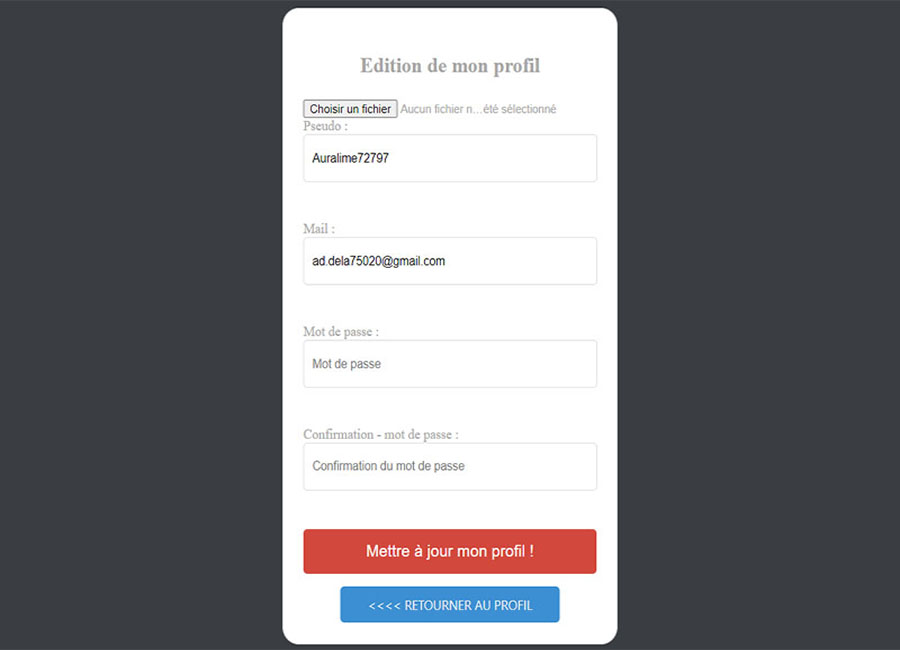 Edition de mon profil
Choisir un fichier Aucun fichier n...été sélectionné
Pseudo :
Auralime72797
Mail :
ad.dela75020@gmail.com
Mot de passe :
Mot de passe
Confirmation - mot de passe :
Confirmation du mot de passe
Mettre à jour mon profil !
<<<< RETOURNER AU PROFIL